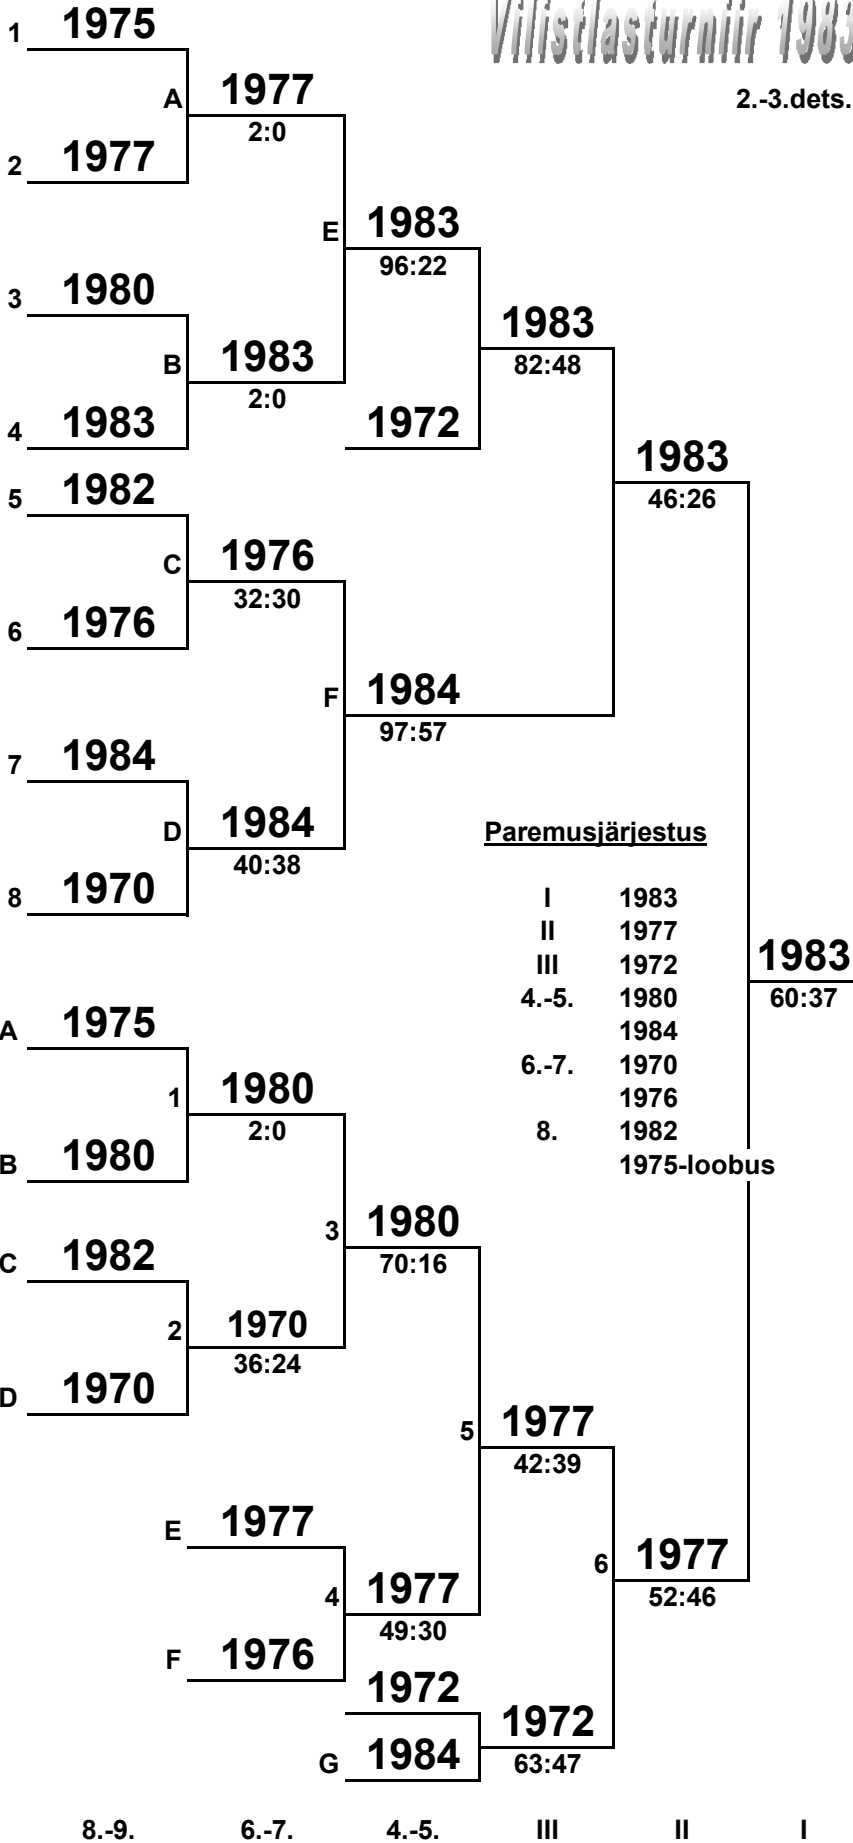 Vilistlasturniir 1983
2.-3.dets.
1 1975
A 1977
2:0
2 1977
E 1983
96:22
3 1980
1983
82:48
B 1983
2:0
4 1983
1972
1983
46:26
5 1982
C 1976
32:30
6 1976
F 1984
97:57
7 1984
D 1984
40:38
8 1970
Paremusjärjestus
I 1983
II 1977
III 1972
4.-5. 1980
1984
6.-7. 1970
1976
8. 1982
1975-loobus
1983
60:37
A 1975
1 1980
2:0
B 1980
3 1980
70:16
C 1982
2 1970
36:24
D 1970
5 1977
42:39
E 1977
4 1977
49:30
6 1977
52:46
F 1976
1972
1972
63:47
G 1984
8.-9. 6.-7. 4.-5. III II I